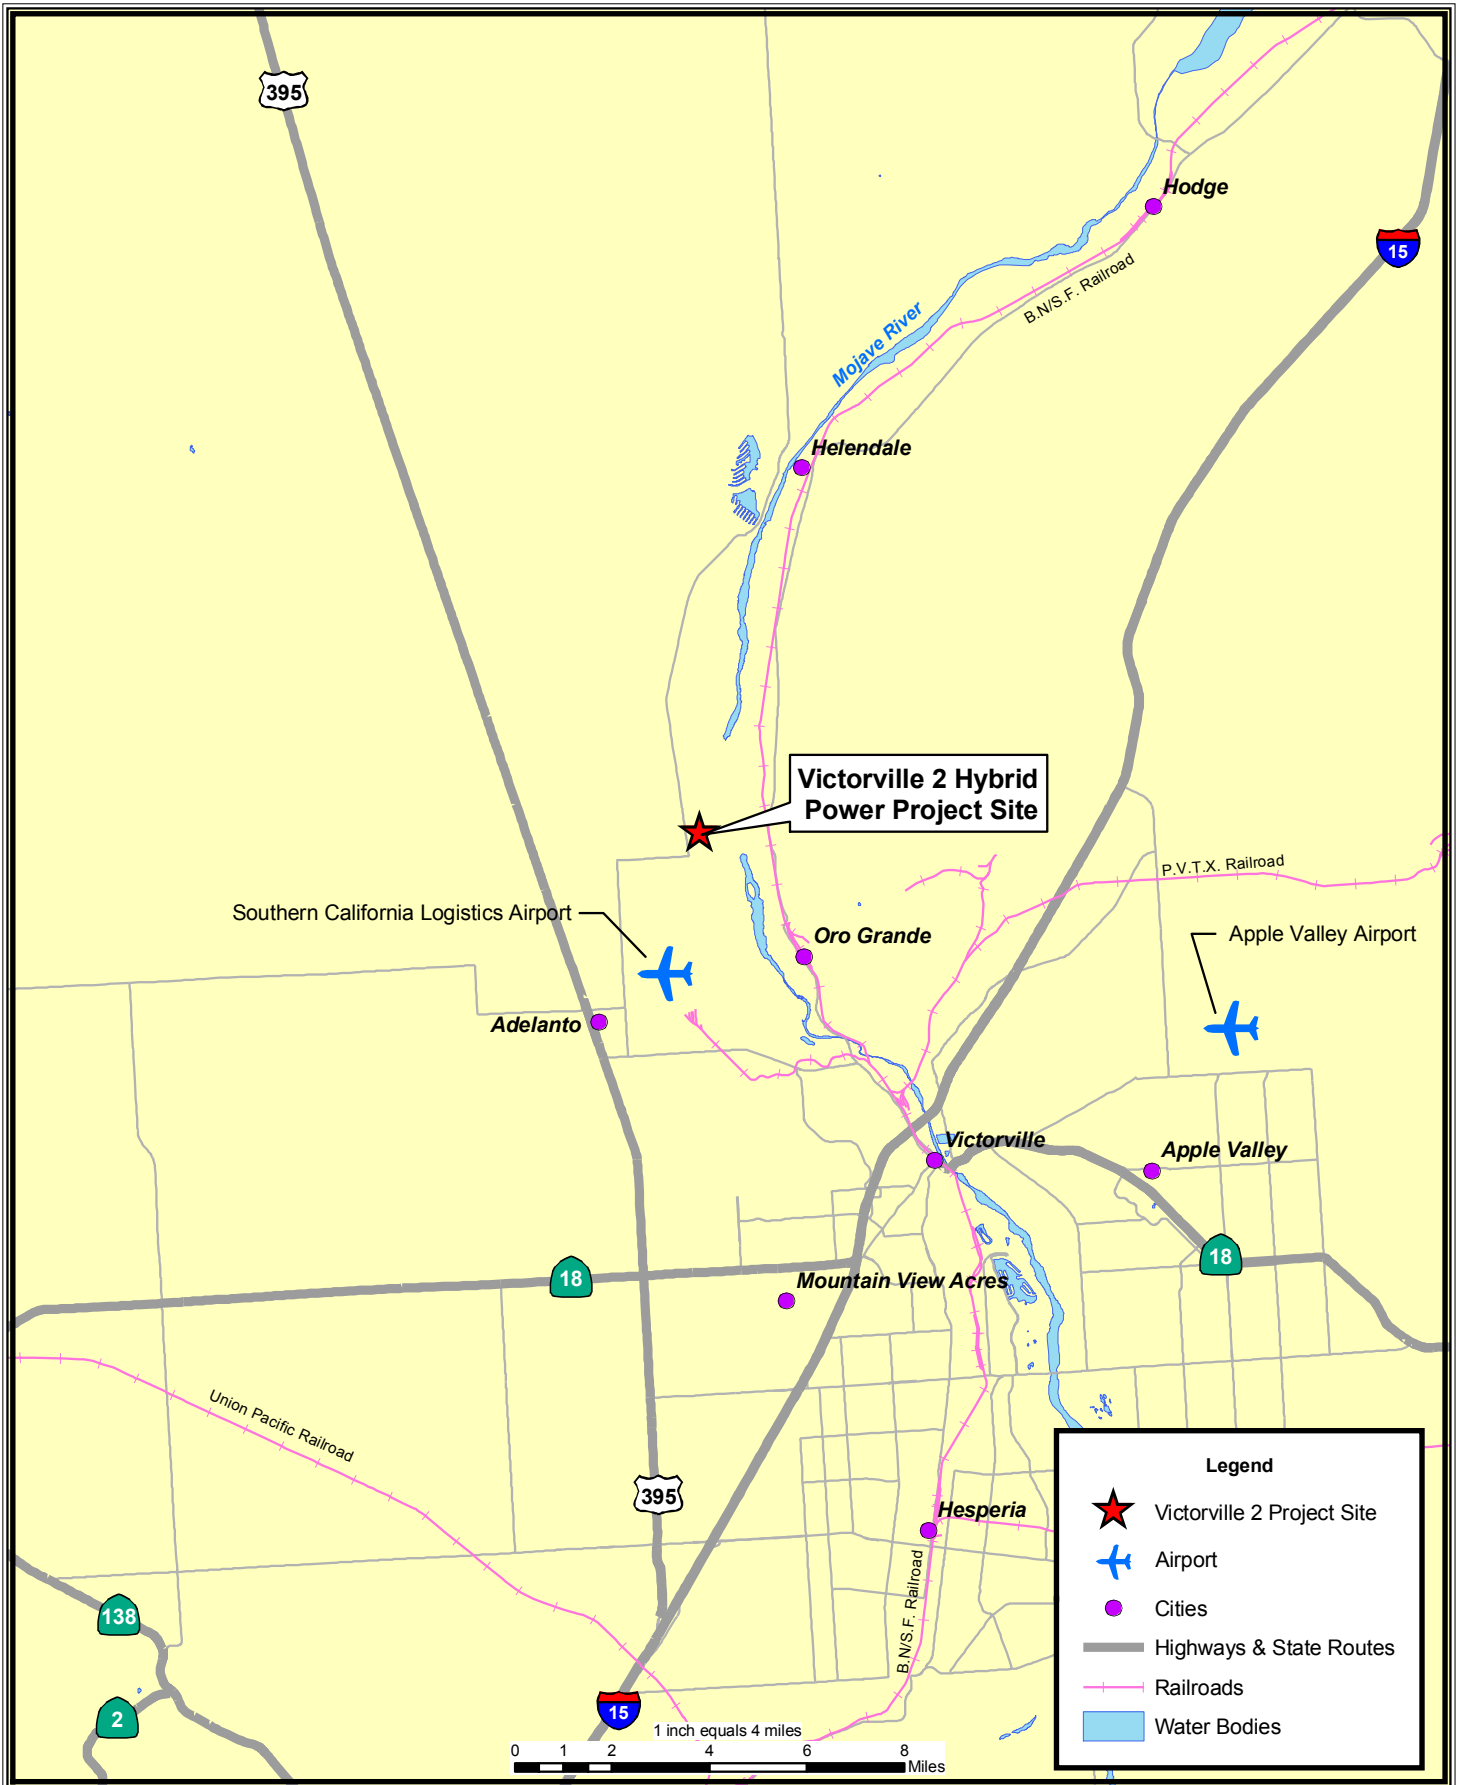 395
Hodge
15
B.N/S.F. Railroad
Mojave River
Helendale
Victorville 2 Hybrid
Power Project Site
P.V.T.X. Railroad
Southern California Logistics Airport
Oro Grande
Apple Valley Airport
Adelanto
Victorville
Apple Valley
18
18
Mountain View Acres
Union Pacific Railroad
395
Hesperia
B.N/S.F. Railroad
138
2
15
Legend
Victorville 2 Project Site
Airport
Cities
Highways & State Routes
Railroads
Water Bodies
1 inch equals 4 miles
0 1 2 4 6 8
Miles